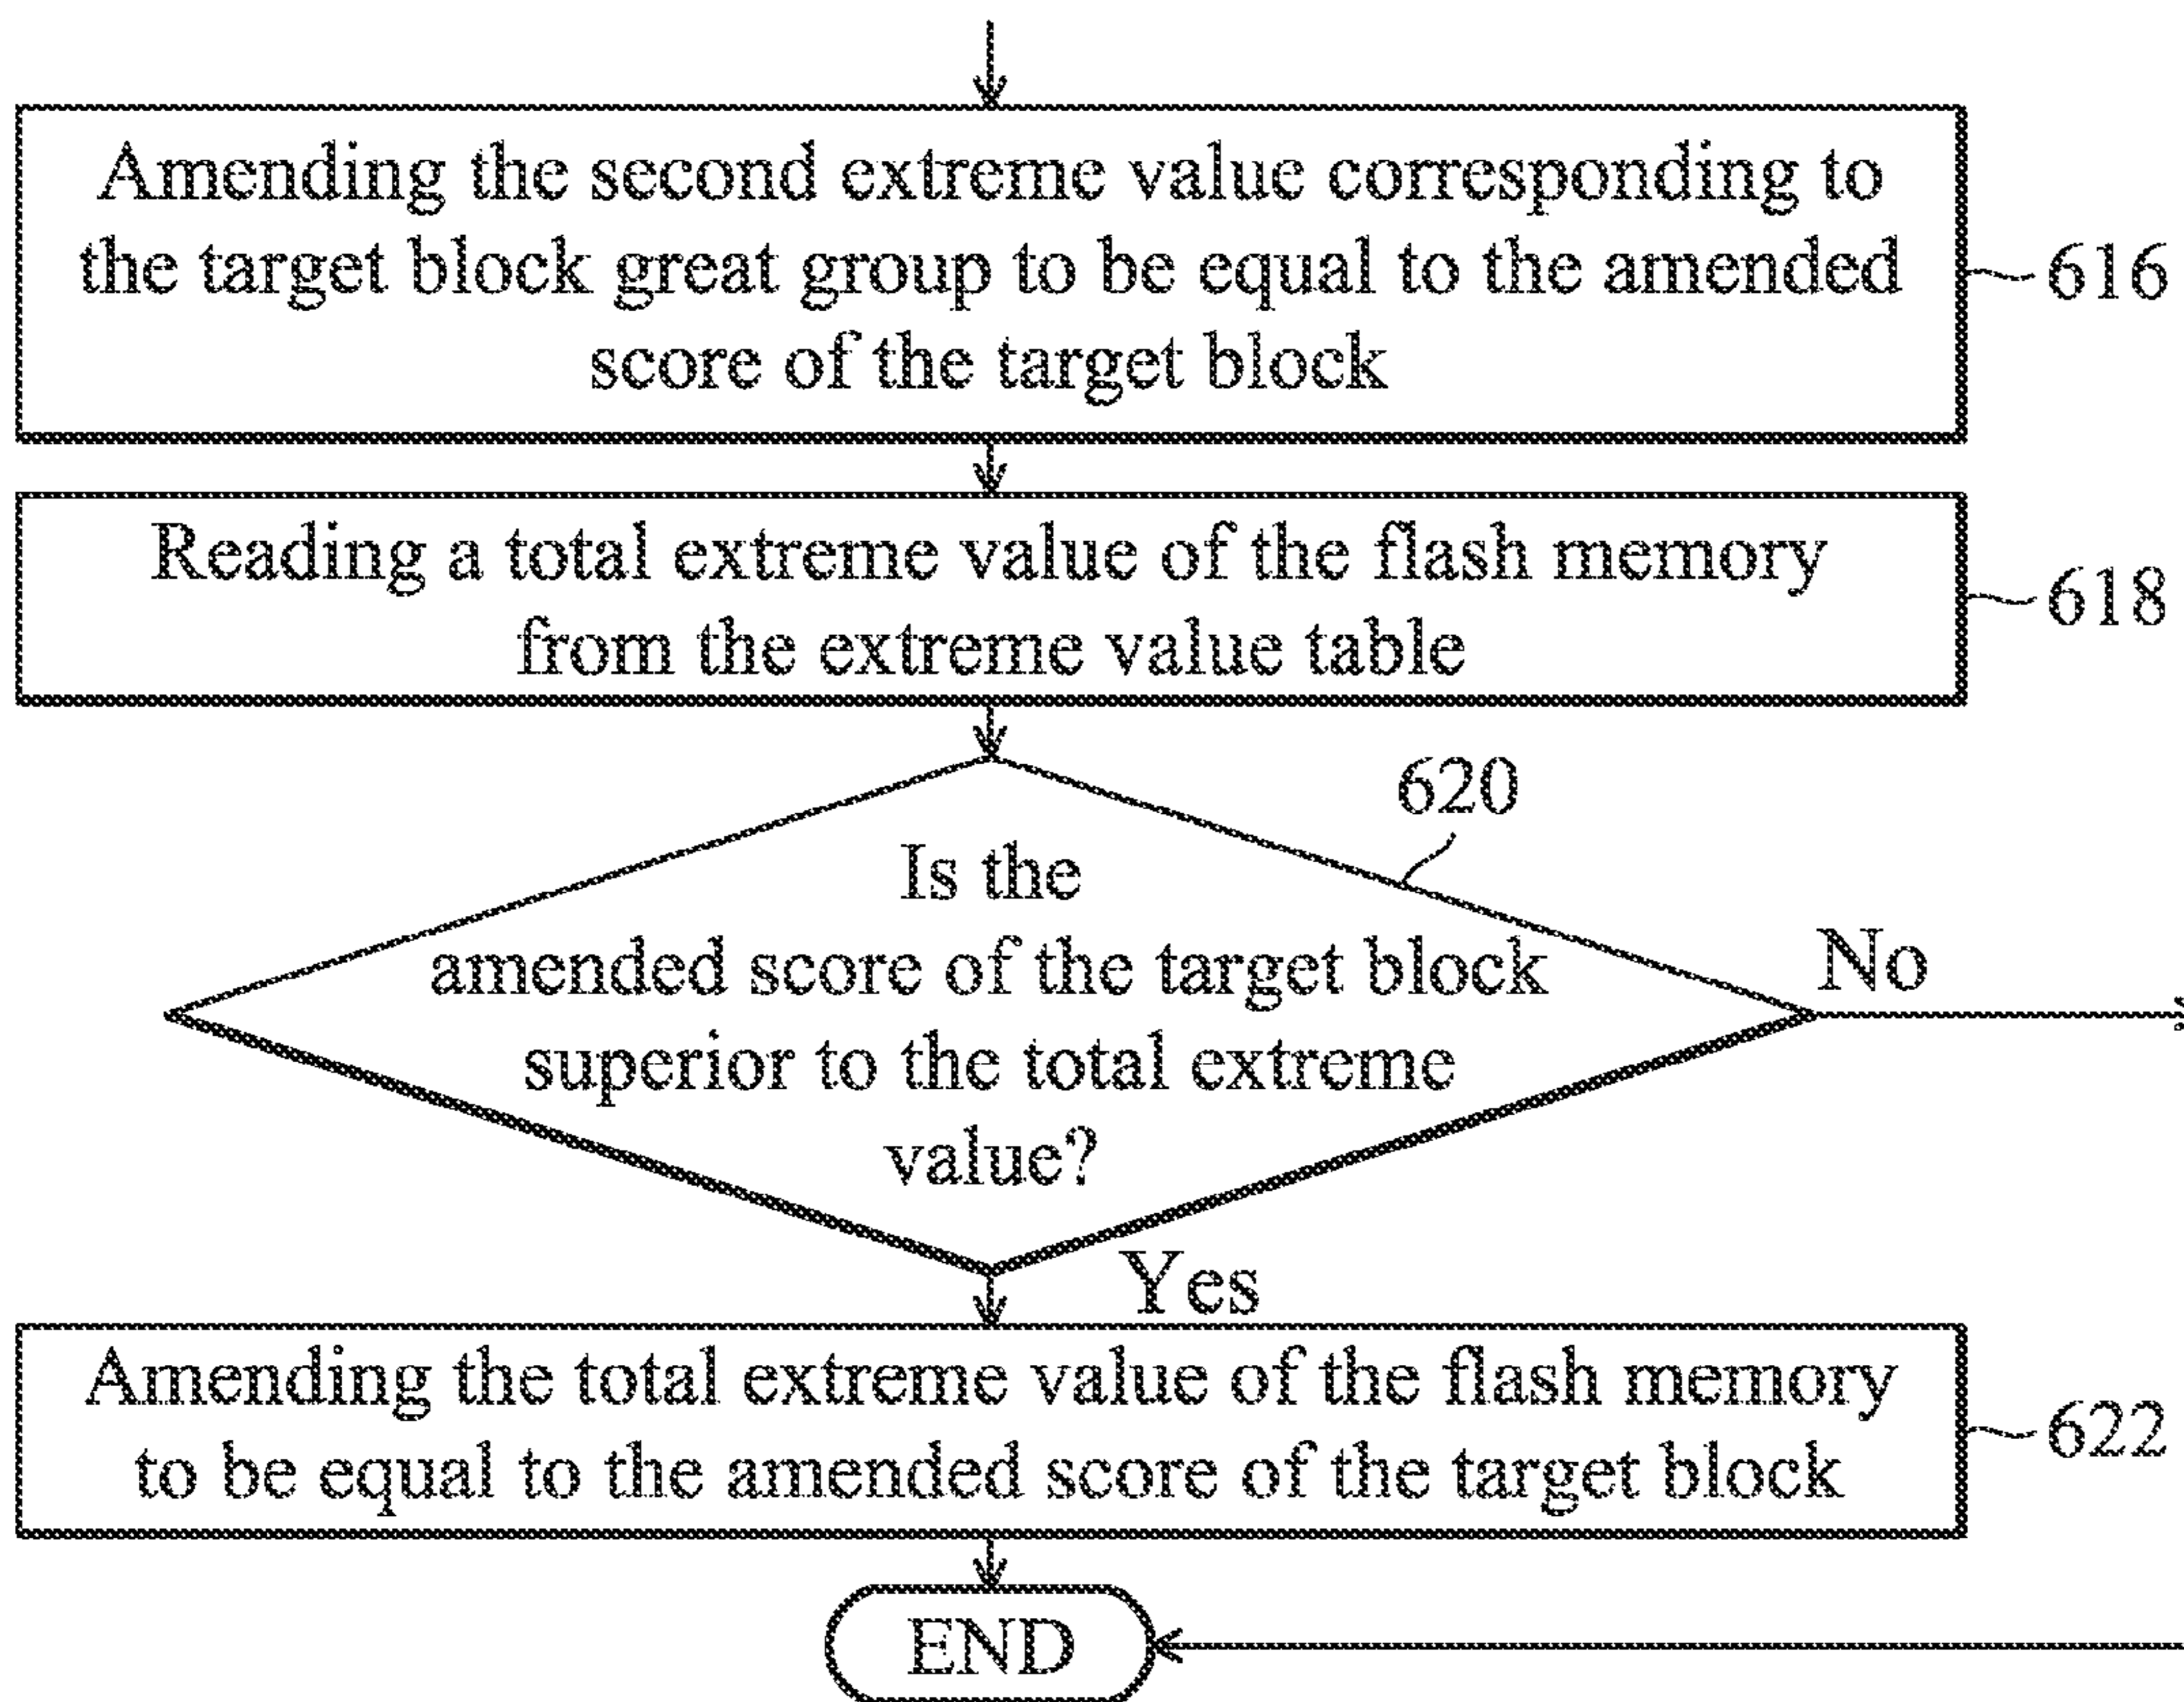 Amending the second extreme value corresponding to
the target block great group to be equal to the amended
score of the target block
616
Reading a total extreme value of the flash memory
from the extreme value table
618
620
Is the
amended score of the target block
superior to the total extreme
value?
No
Yes
Amending the total extreme value of the flash memory
to be equal to the amended score of the target block
622
END